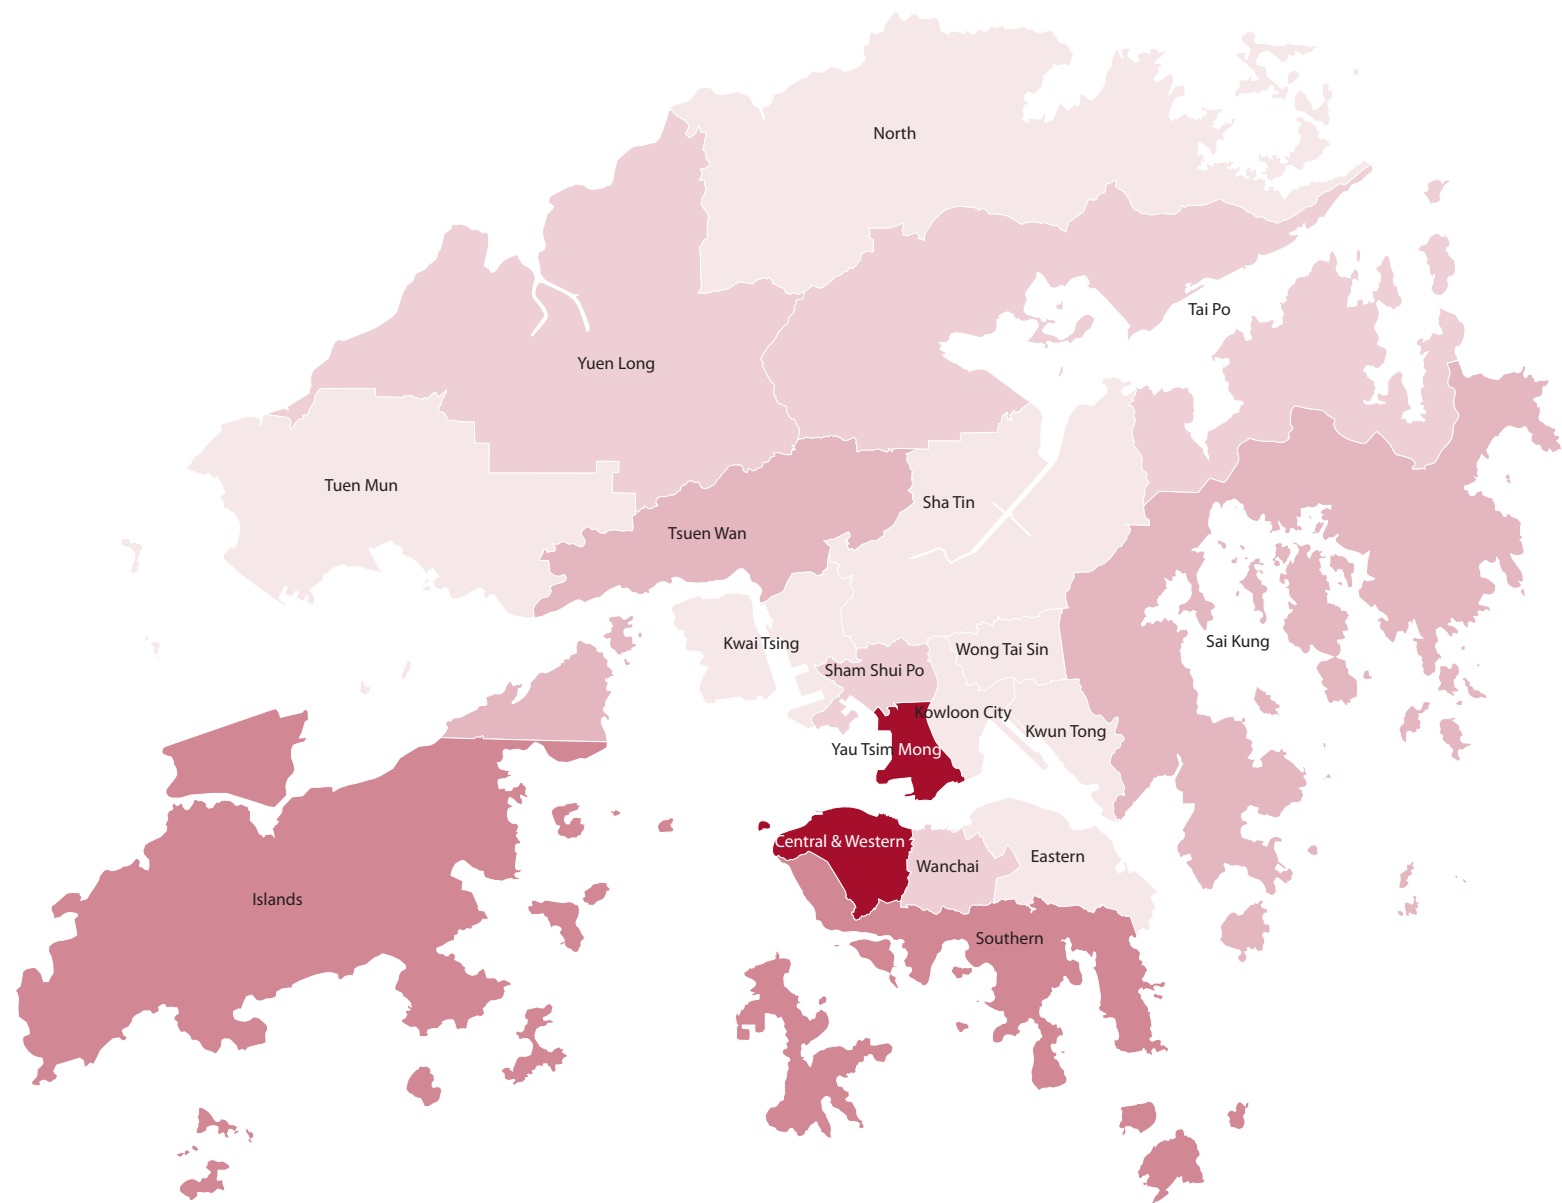 North
Tai Po
Yuen Long
Tuen Mun
Sha Tin
Tsuen Wan
Kwai Tsing
Wong Tai Sin
Sai Kung
Sham Shui Po
Kowloon City
Kwun Tong
Yau Tsim Mong
Central & Western
Eastern
Wanchai
Islands
Southern